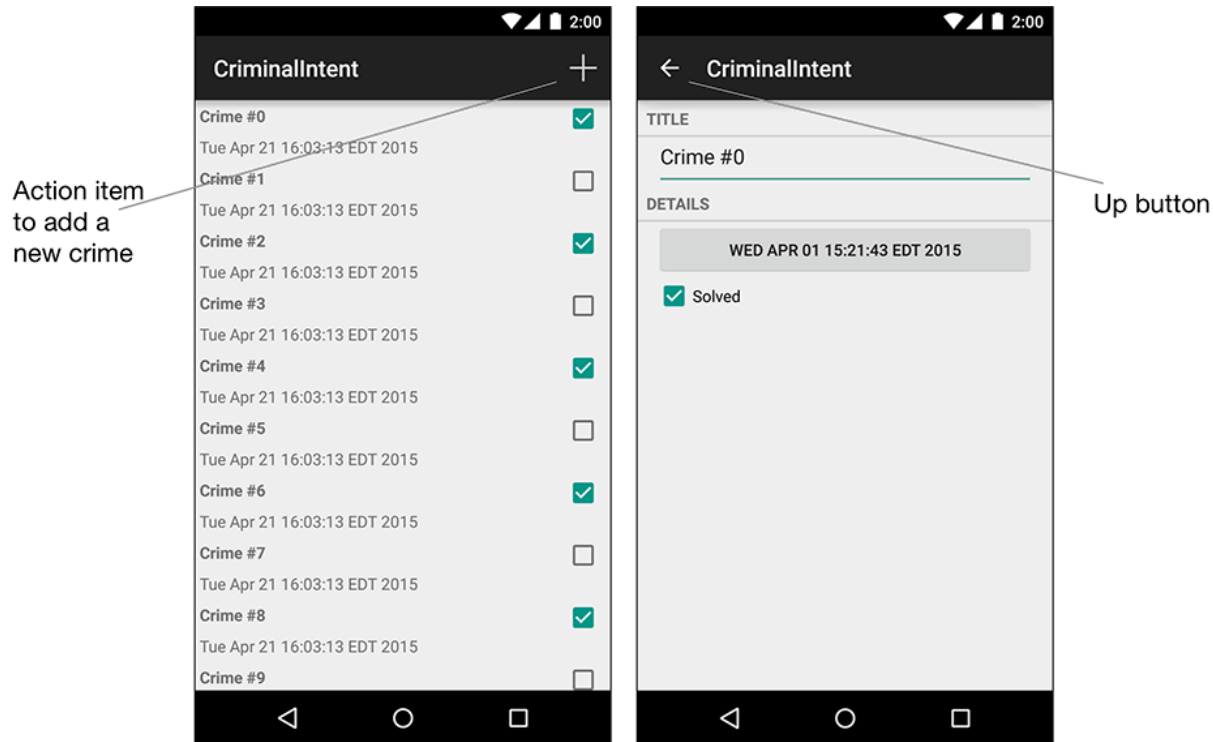 2:00
CriminalIntent
Crime #0
Tue Apr 21 16:03:13 EDT 2015
Crime #1
Tue Apr 21 16:03:13 EDT 2015
Crime #2
Tue Apr 21 16:03:13 EDT 2015
Crime #3
Tue Apr 21 16:03:13 EDT 2015
Crime #4
Tue Apr 21 16:03:13 EDT 2015
Crime #5
Tue Apr 21 16:03:13 EDT 2015
Crime #6
Tue Apr 21 16:03:13 EDT 2015
Crime #7
Tue Apr 21 16:03:13 EDT 2015
Crime #8
Tue Apr 21 16:03:13 EDT 2015
Crime #9
Action item
to add a
new crime
2:00
CriminalIntent
TITLE
Crime #0
DETAILS
WED APR 01 15:21:43 EDT 2015
Solved
Up button